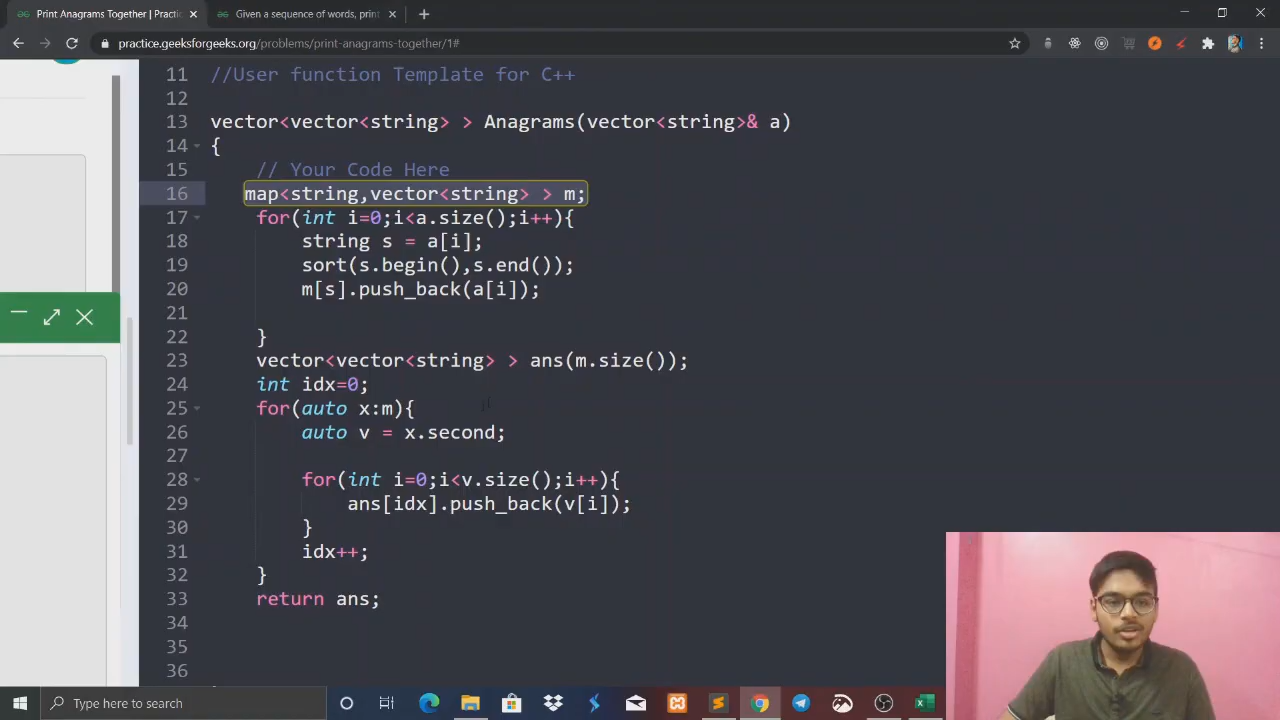 Print Anagrams Together | Practic
Given a sequence of words, print
practice.geeksforgeeks.org/problems/print-anagrams-together/1#
11 //User function Template for C++
12
13 vector<vector<string> > Anagrams(vector<string>& a)
14 {
15 // Your Code Here
16 map<string,vector<string> > m;
17 for(int i=0;i<a.size();i++){
18 string s = a[i];
19 sort(s.begin(),s.end());
20 m[s].push_back(a[i]);
21
22 }
23 vector<vector<string> > ans(m.size());
24 int idx=0;
25 for(auto x:m){
26 auto v = x.second;
27
28 for(int i=0;i<v.size();i++){
29 ans[idx].push_back(v[i]);
30 }
31 idx++;
32 }
33 return ans;
34
35
36
Type here to search